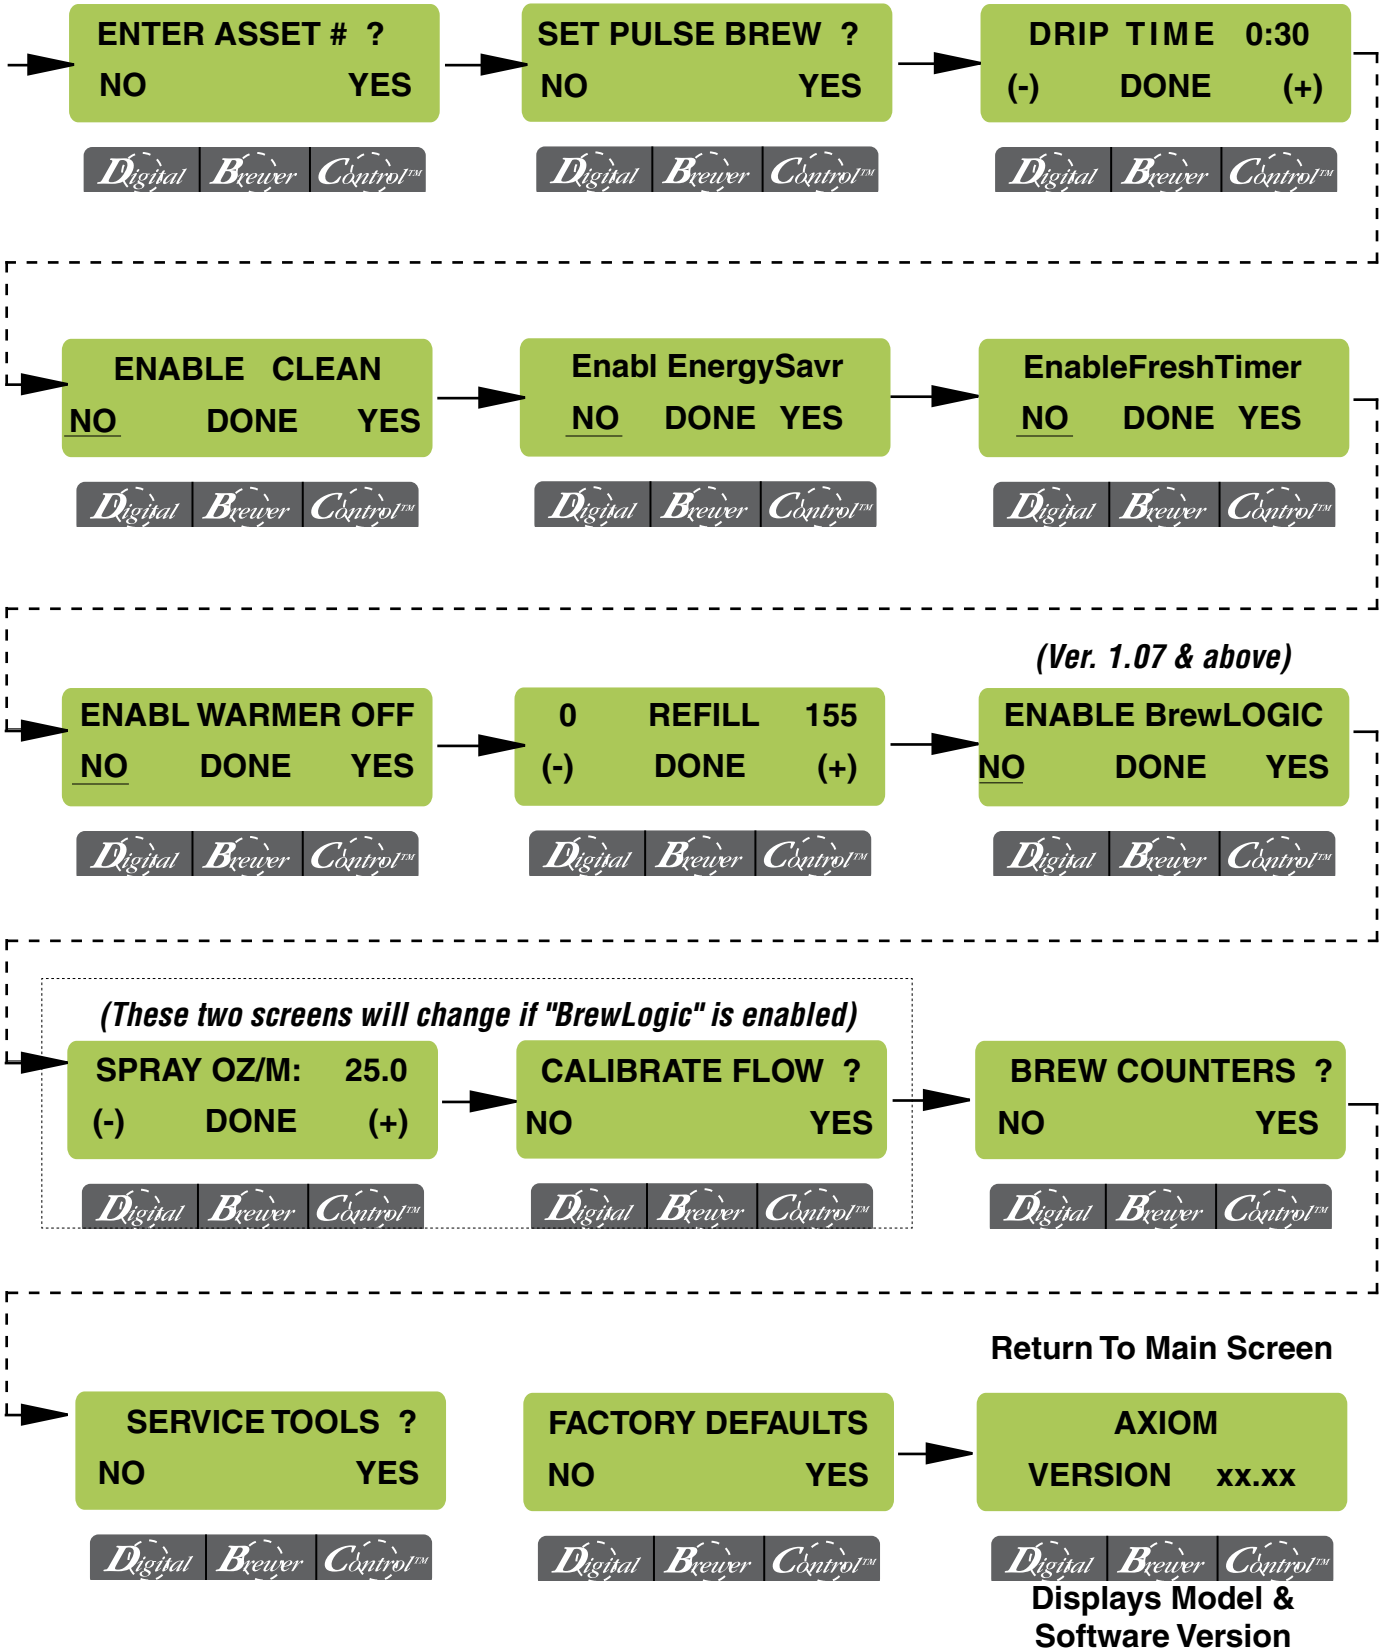 ENTER ASSET # ?
NO YES
Digital Brewer Control™
SET PULSE BREW ?
NO YES
Digital Brewer Control™
DRIP TIME 0:30
(-) DONE (+)
Digital Brewer Control™
ENABLE CLEAN
NO DONE YES
Digital Brewer Control™
Enabl EnergySavr
NO DONE YES
Digital Brewer Control™
EnableFreshTimer
NO DONE YES
Digital Brewer Control™
ENABL WARMER OFF
NO DONE YES
Digital Brewer Control™
0 REFILL 155
(-) DONE (+)
Digital Brewer Control™
(Ver. 1.07 & above)
ENABLE BrewLOGIC
NO DONE YES
Digital Brewer Control™
(These two screens will change if "BrewLogic" is enabled)
SPRAY OZ/M: 25.0
(-) DONE (+)
Digital Brewer Control™
CALIBRATE FLOW ?
NO YES
Digital Brewer Control™
BREW COUNTERS ?
NO YES
Digital Brewer Control™
SERVICE TOOLS ?
NO YES
Digital Brewer Control™
FACTORY DEFAULTS
NO YES
Digital Brewer Control™
Return To Main Screen
AXIOM
VERSION xx.xx
Digital Brewer Control™
Displays Model &
Software Version